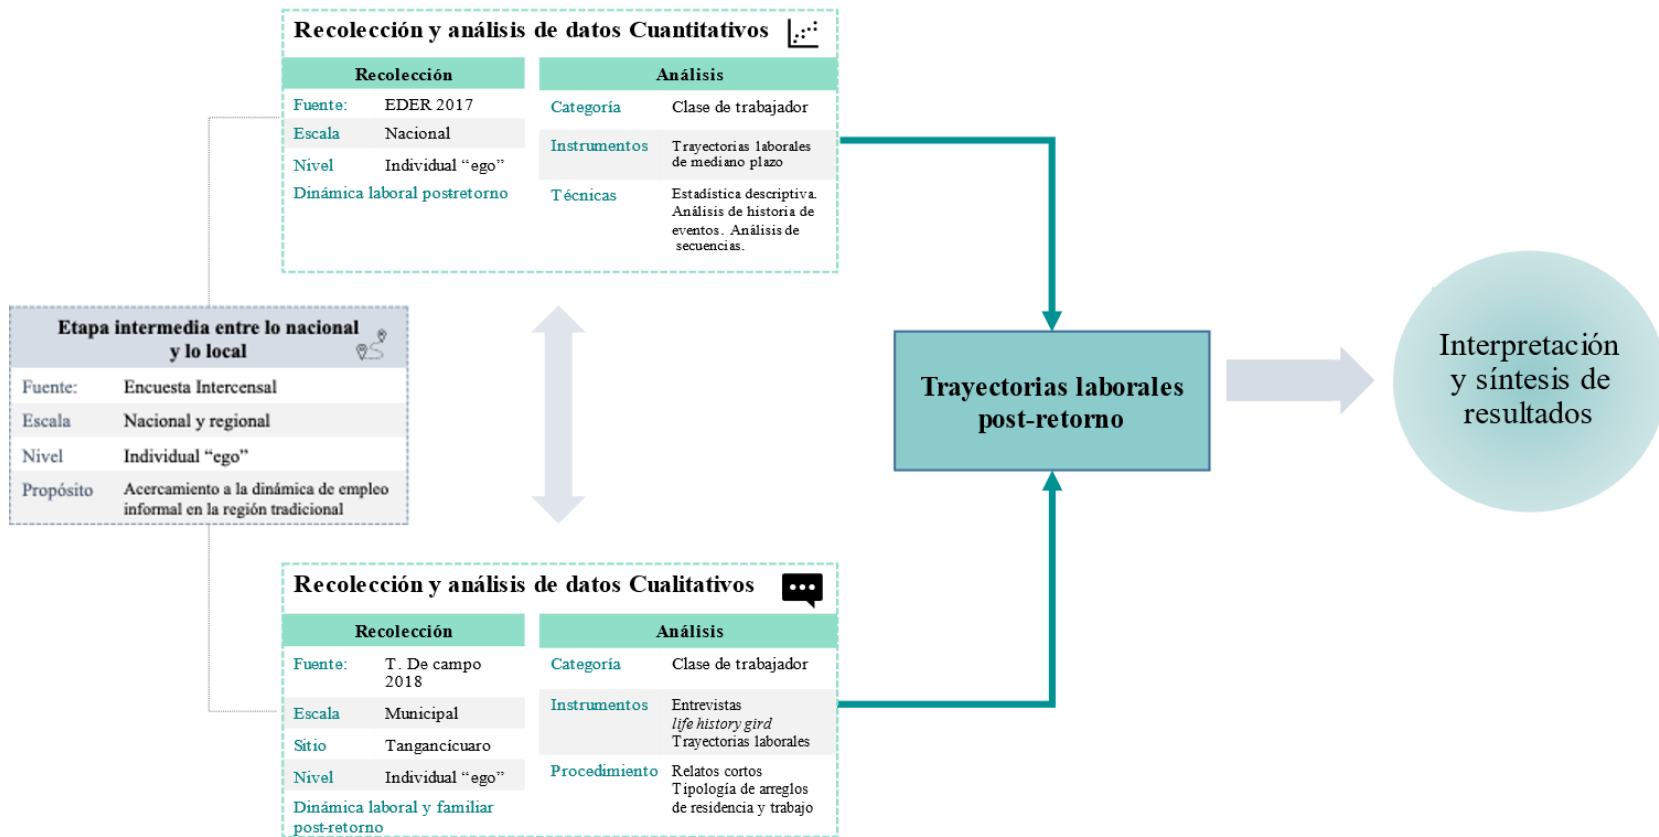 Recolección y análisis de datos Cuantitativos
Recolección
Fuente: EDER 2017
Escala Nacional
Nivel Individual “ego”
Dinámica laboral postretorno
Análisis
Categoría Clase de trabajador
Instrumentos Trayectorias laborales
de mediano plazo
Técnicas Estadística descriptiva.
Análisis de historia de
eventos. Análisis de
secuencias.
Etapa intermedia entre lo nacional
y lo local
Fuente: Encuesta Intercensal
Escala Nacional y regional
Nivel Individual “ego”
Propósito Acercamiento a la dinámica de empleo
informal en la región tradicional
Recolección y análisis de datos Cualitativos
Recolección
Fuente: T. De campo
2018
Escala Municipal
Sitio Tangancícuaro
Nivel Individual “ego”
Dinámica laboral y familiar
post-retorno
Análisis
Categoría Clase de trabajador
Instrumentos Entrevistas
life history gird
Trayectorias laborales
Procedimiento Relatos cortos
Tipología de arreglos
de residencia y trabajo
Trayectorias laborales
post-retorno
Interpretación
y síntesis de
resultados